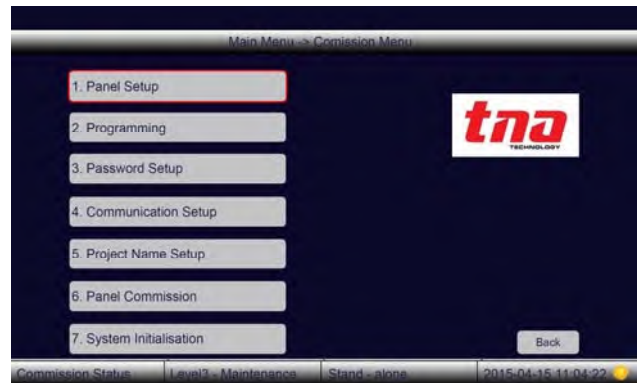 Main Menu -> Comission Menu
1. Panel Setup
2. Programming
3. Password Setup
4. Communication Setup
5. Project Name Setup
6. Panel Commission
7. System Initialisation
tna
TECHNOLOGY
Back
Commission Status Level3 - Maintenance Stand - alone 2015-04-15 11:04:22